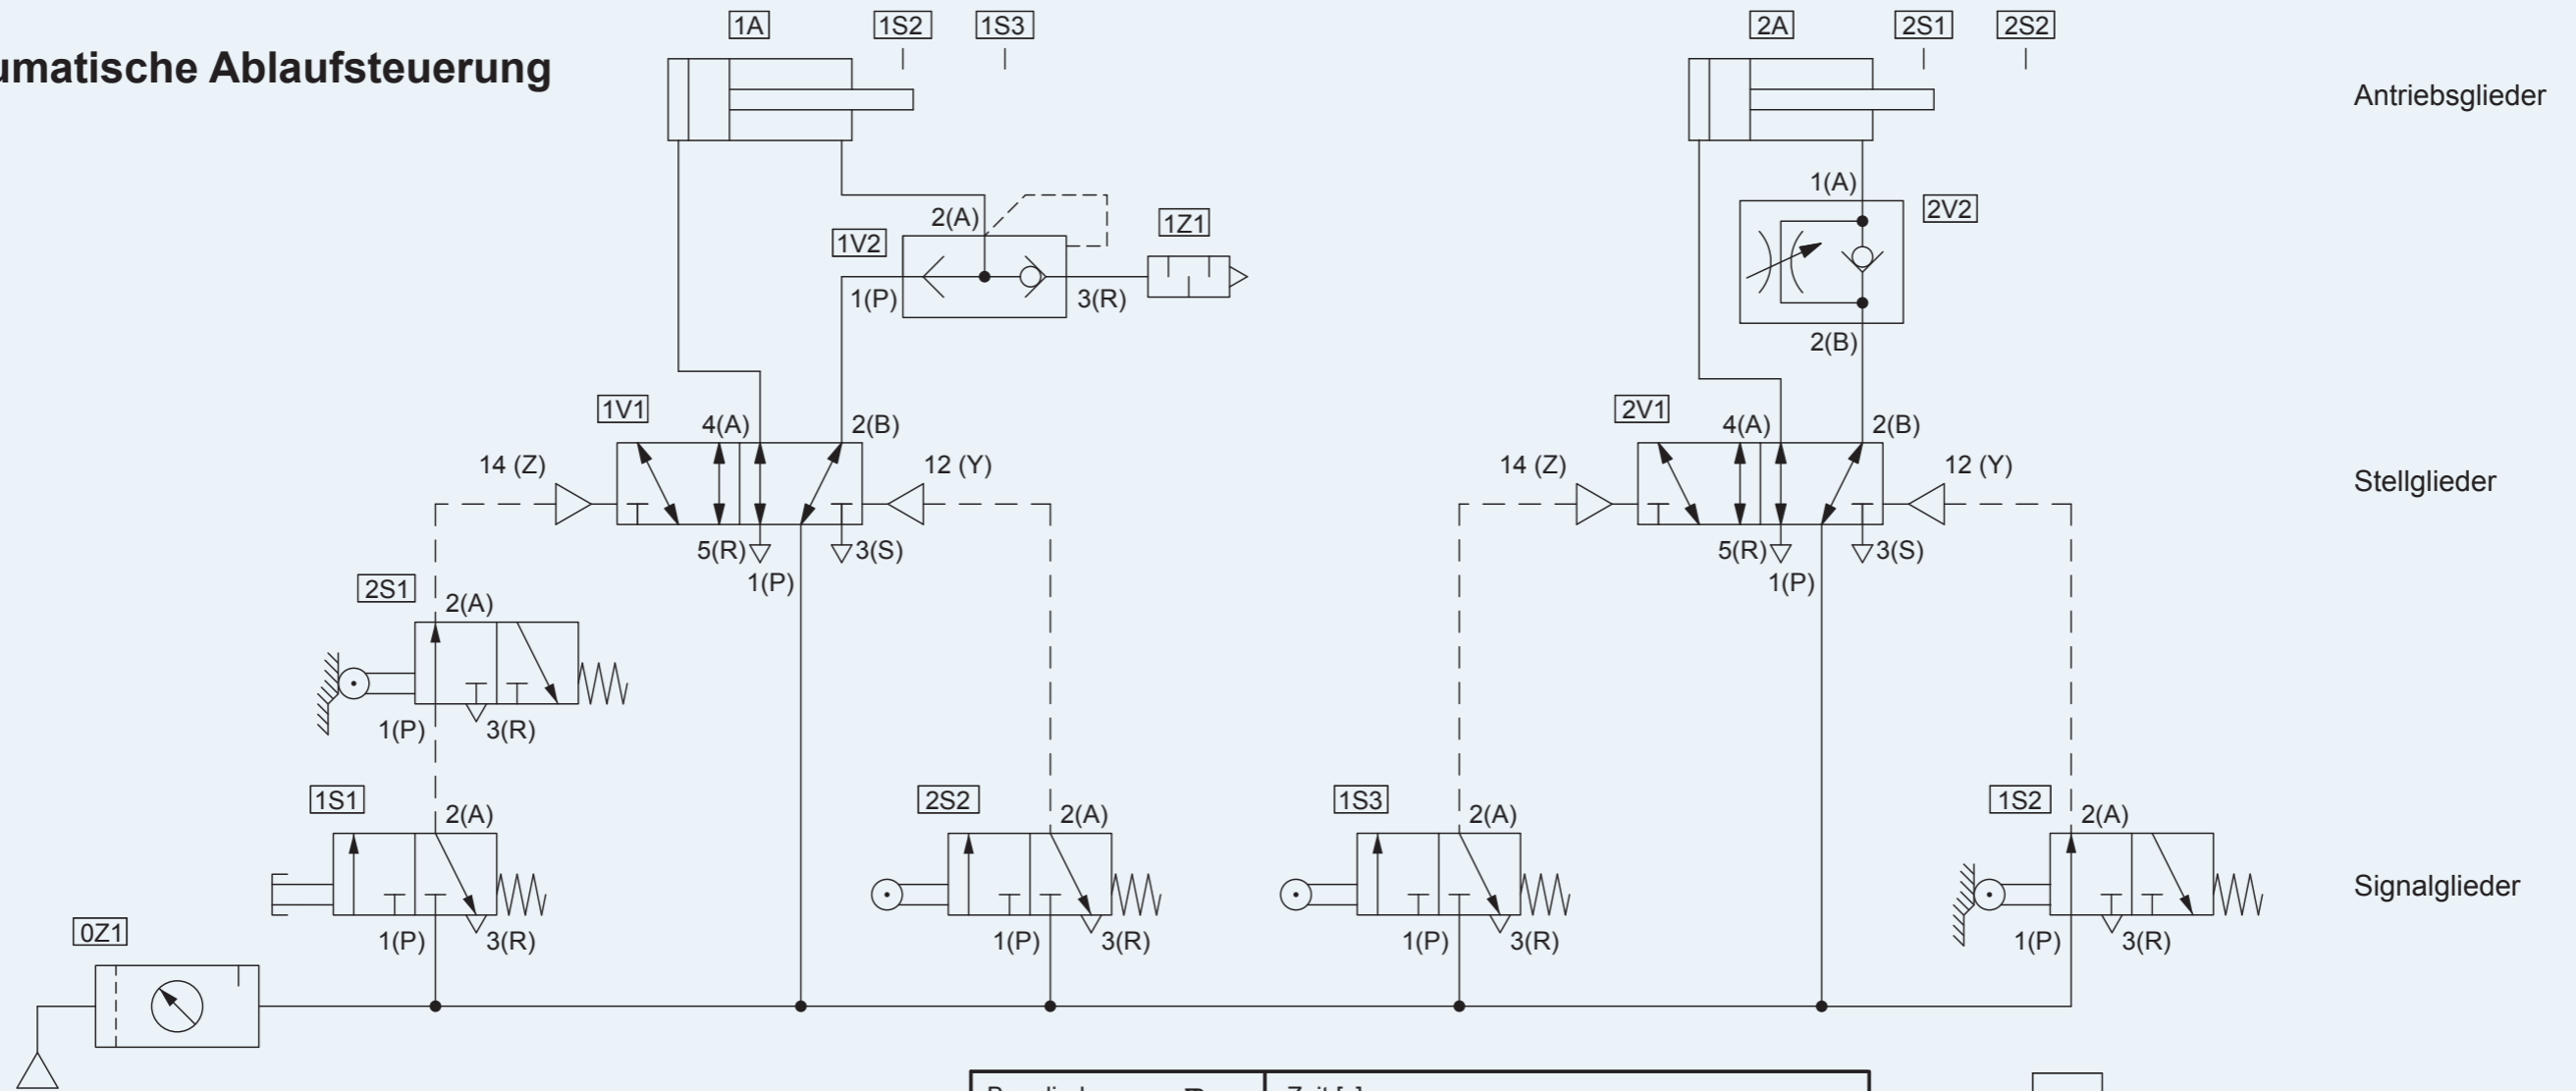 1A
1S2
1S3
2A
2S1
2S2
umatische Ablaufsteuerung
Antriebsglieder
1(A)
2V2
2(A)
1V2
1Z1
1(P)
3(R)
2(B)
1V1
4(A)
2(B)
2V1
4(A)
2(B)
14 (Z)
12 (Y)
14 (Z)
12 (Y)
Stellglieder
5(R)
3(S)
1(P)
5(R)
3(S)
1(P)
2S1
2(A)
1(P)
3(R)
1S1
2(A)
2S2
2(A)
1S3
2(A)
1S2
2(A)
Signalglieder
0Z1
1(P)
3(R)
1(P)
3(R)
1(P)
3(R)
1(P)
3(R)